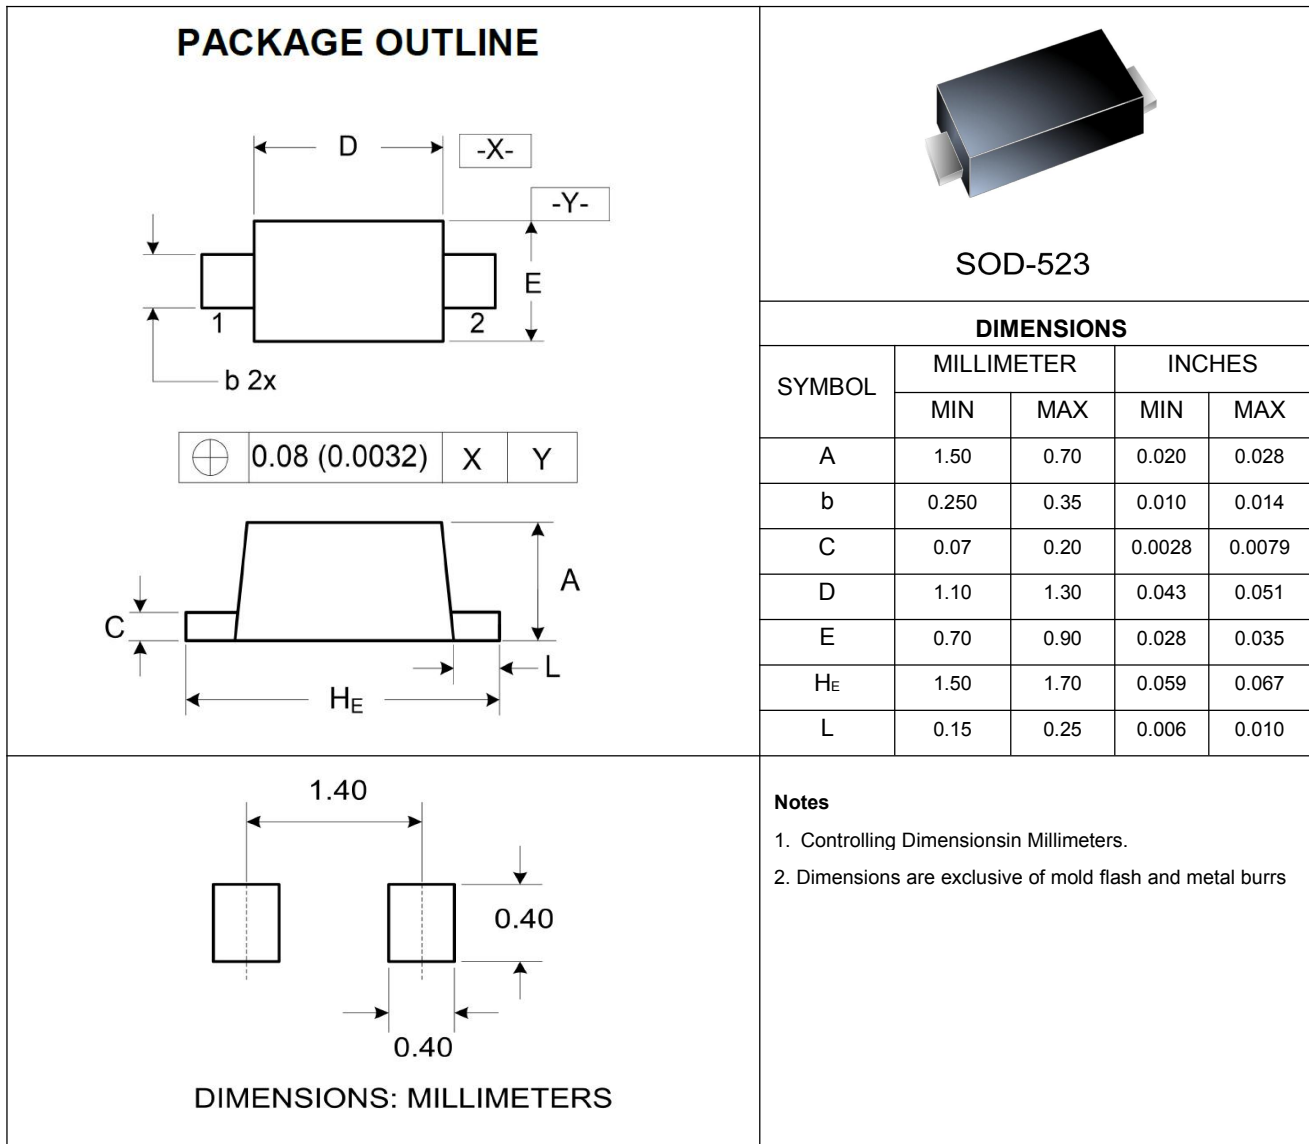 PACKAGE OUTLINE
D
-X-
-Y-
E
1
2
b 2x
0.08 (0.0032) X Y
A
C
L
HE
SOD-523
DIMENSIONS
SYMBOL MILLIMETER INCHES
MIN MAX MIN MAX
A 1.50 0.70 0.020 0.028
b 0.250 0.35 0.010 0.014
C 0.07 0.20 0.0028 0.0079
D 1.10 1.30 0.043 0.051
E 0.70 0.90 0.028 0.035
HE 1.50 1.70 0.059 0.067
L 0.15 0.25 0.006 0.010
1.40
0.40
0.40
DIMENSIONS: MILLIMETERS
Notes
1. Controlling Dimensionsin Millimeters.
2. Dimensions are exclusive of mold flash and metal burrs